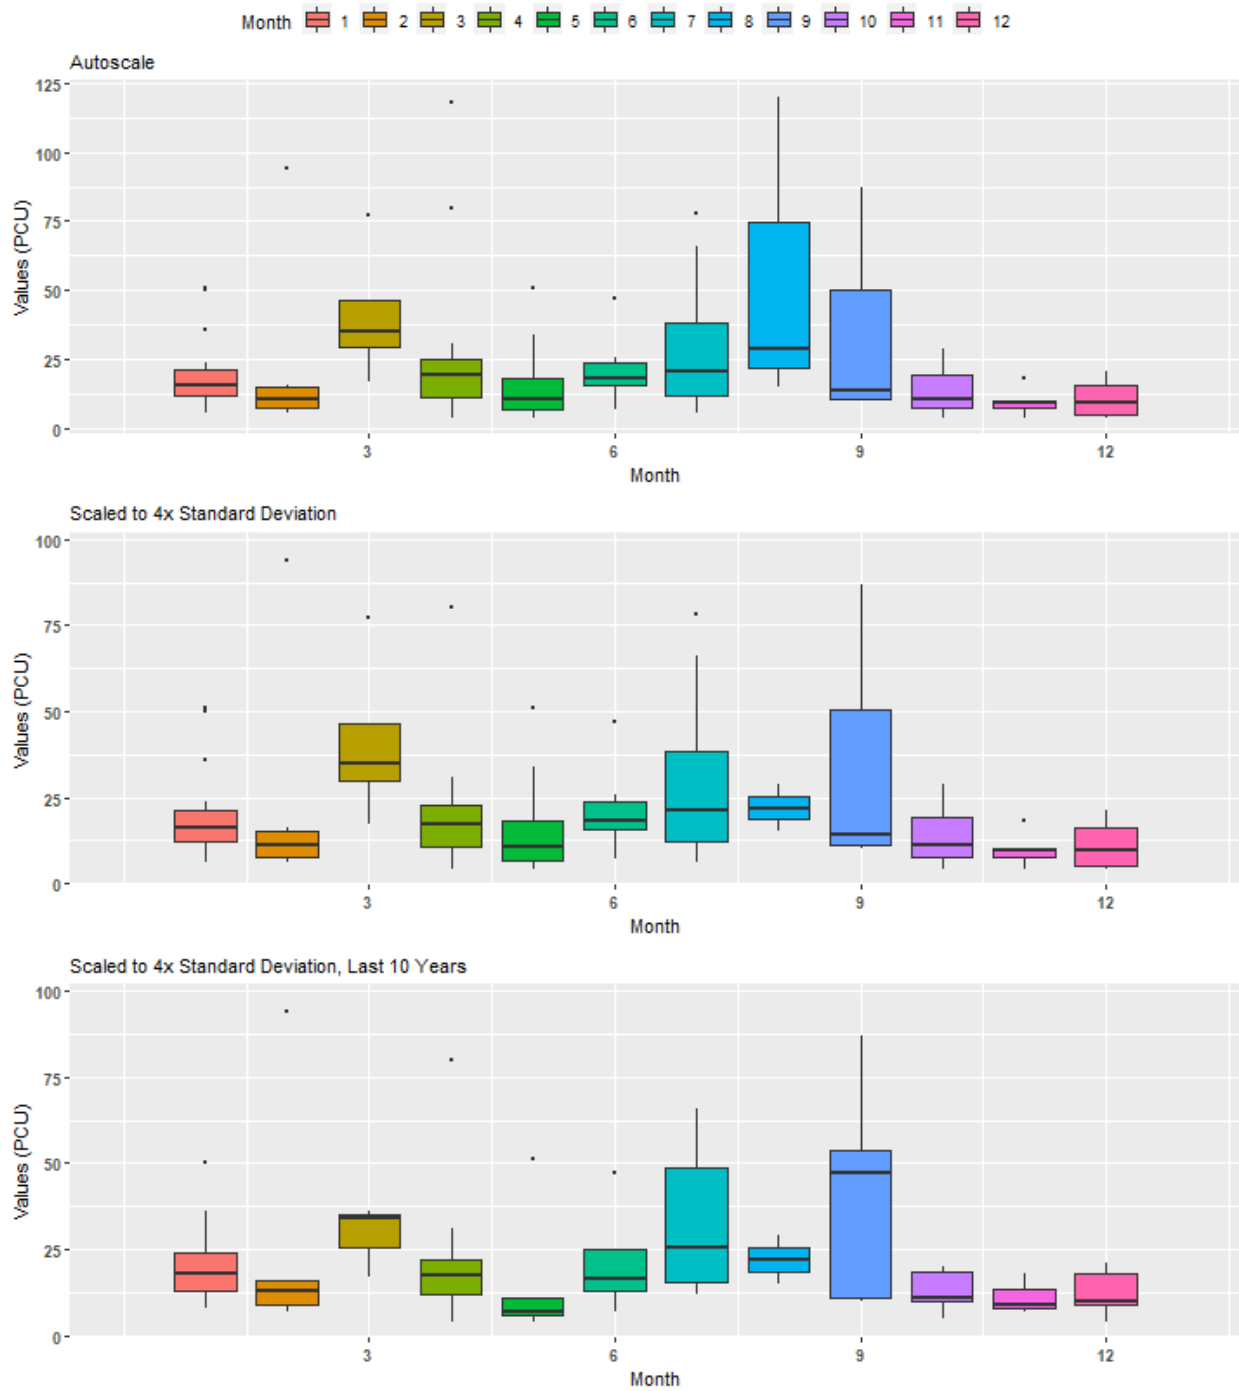 Month 1 2 3 4 5 6 7 8 9 10 11 12
Autoscale
Values (PCU)
125
100
75
50
25
0
3 6 9 12
Month
Scaled to 4x Standard Deviation
Values (PCU)
100
75
50
25
0
3 6 9 12
Month
Scaled to 4x Standard Deviation, Last 10 Years
Values (PCU)
100
75
50
25
0
3 6 9 12
Month